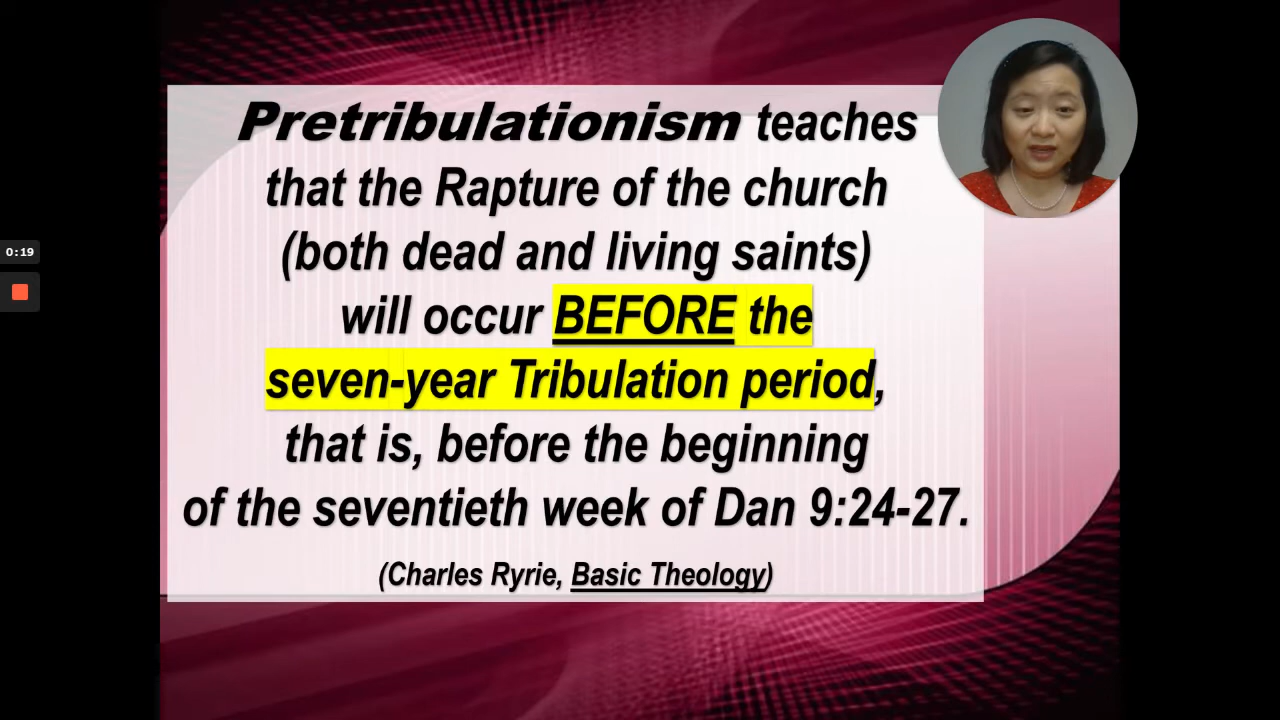 Pretribulationism teaches
that the Rapture of the church
(both dead and living saints)
will occur BEFORE the
seven-year Tribulation period,
that is, before the beginning
of the seventieth week of Dan 9:24-27.
(Charles Ryrie, Basic Theology)
0:19